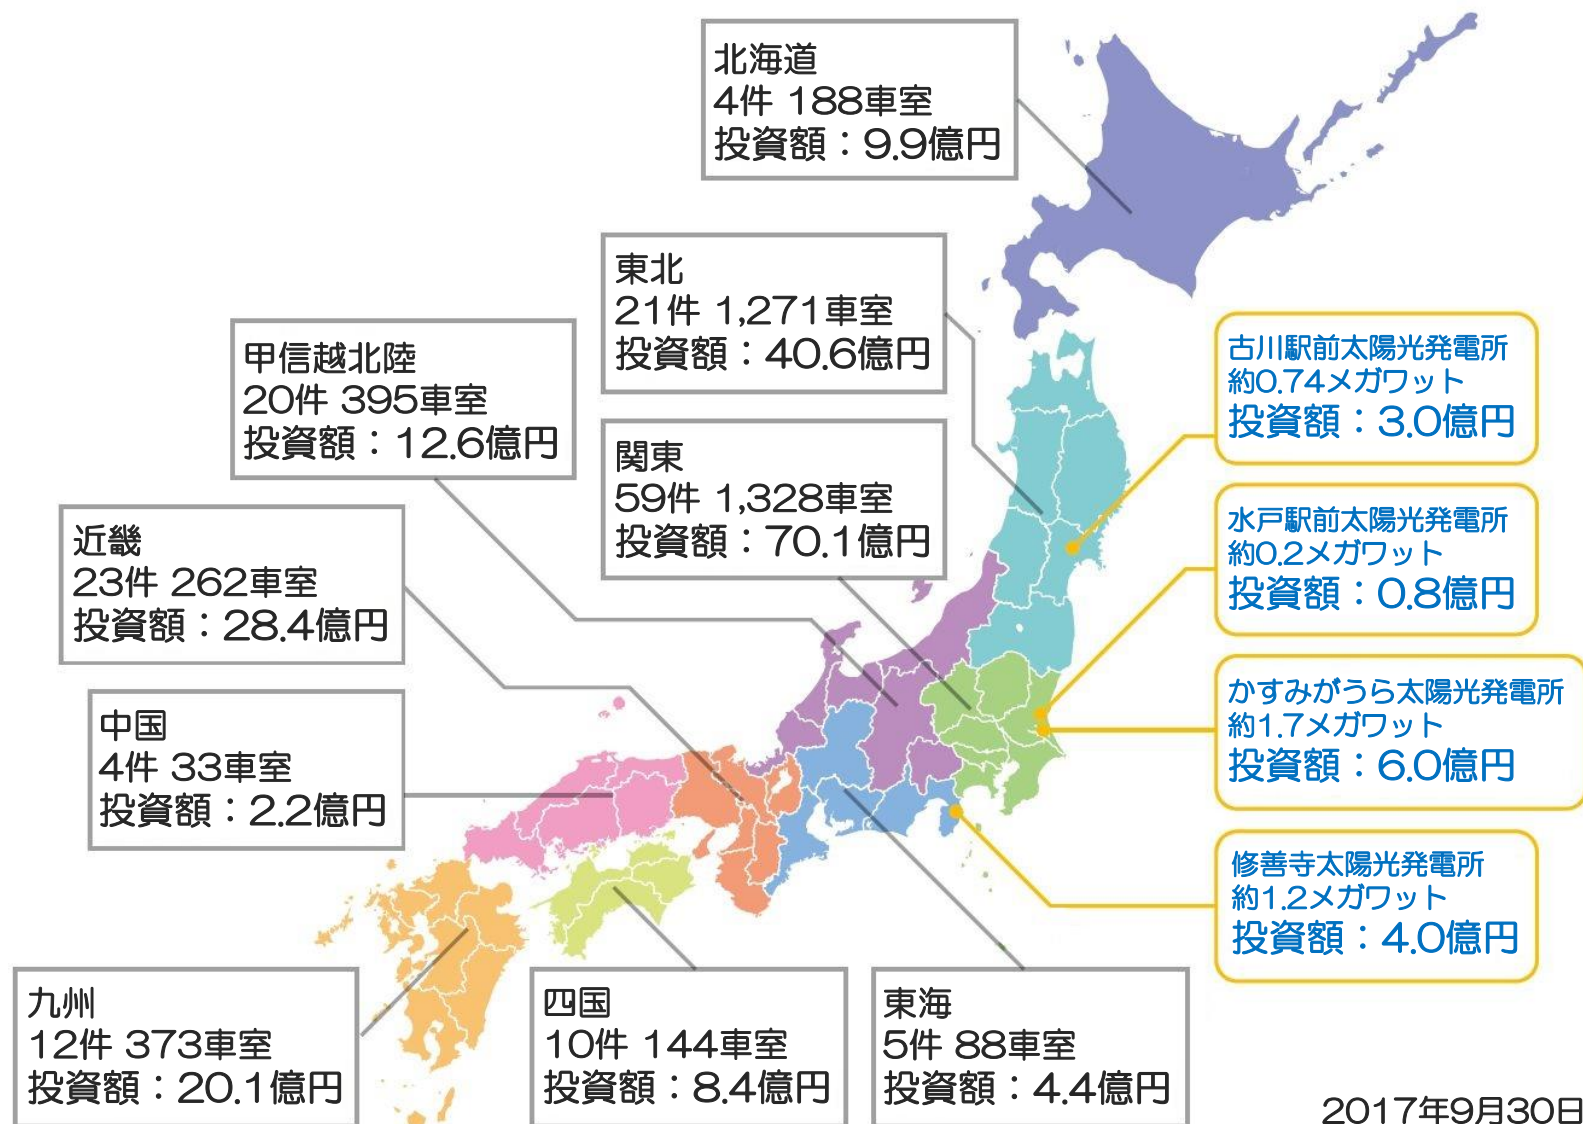 北海道
4件 188車室
投資額：9.9億円
東北
21件 1,271車室
投資額：40.6億円
甲信越北陸
20件 395車室
投資額：12.6億円
関東
59件 1,328車室
投資額：70.1億円
近畿
23件 262車室
投資額：28.4億円
中国
4件 33車室
投資額：2.2億円
九州
12件 373車室
投資額：20.1億円
四国
10件 144車室
投資額：8.4億円
東海
5件 88車室
投資額：4.4億円
古川駅前太陽光発電所
約0.74メガワット
投資額：3.0億円
水戸駅前太陽光発電所
約0.2メガワット
投資額：0.8億円
かすみがうら太陽光発電所
約1.7メガワット
投資額：6.0億円
修善寺太陽光発電所
約1.2メガワット
投資額：4.0億円
2017年9月30日